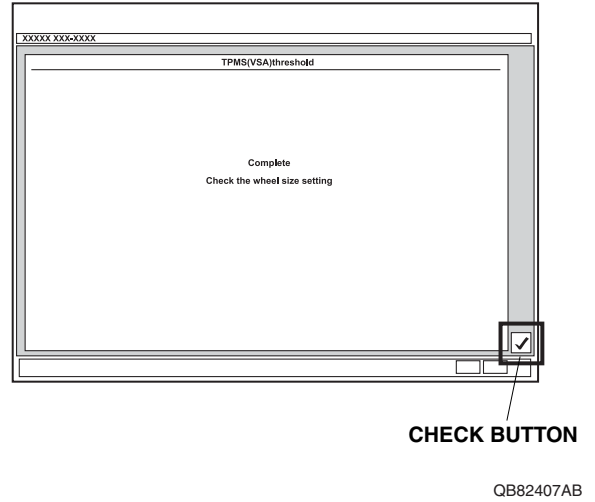 XXXXX XXX-XXXX
TPMS(VSA)threshold
Complete
Check the wheel size setting
CHECK BUTTON
QB82407AB